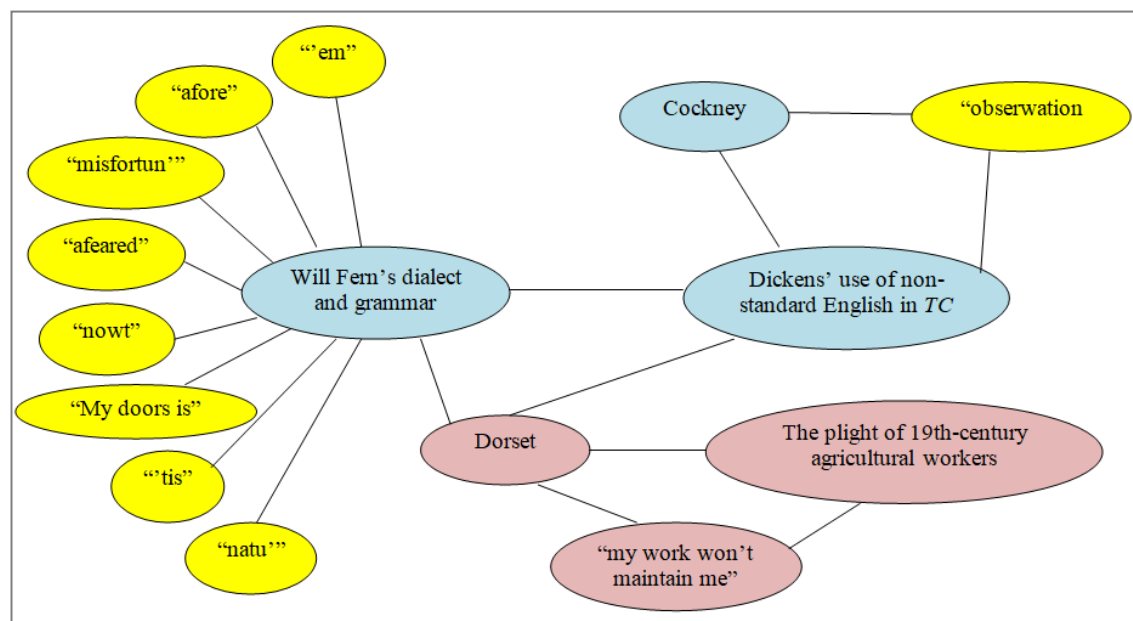 “’em”
“afore”
Cockney
“observation
“misfortun’”
“afeared”
Will Fern’s dialect
and grammar
Dickens’ use of non-
standard English in TC
“nowt”
“My doors is”
Dorset
The plight of 19th-century
agricultural workers
“’tis”
“natu’”
“my work won’t
maintain me”